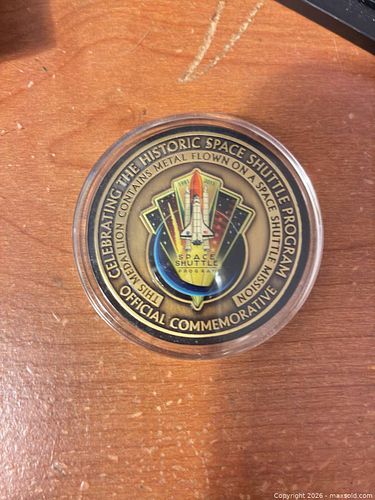 CELEBRATING THE HISTORIC SPACE SHUTTLE PROGRAM
THIS MEDALLION CONTAINS METAL FLOWN ON A SPACE SHUTTLE MISSION
SPACE
SHUTTLE
PROGRAM
OFFICIAL COMMEMORATIVE
Copyright 2026 - maxsold.com